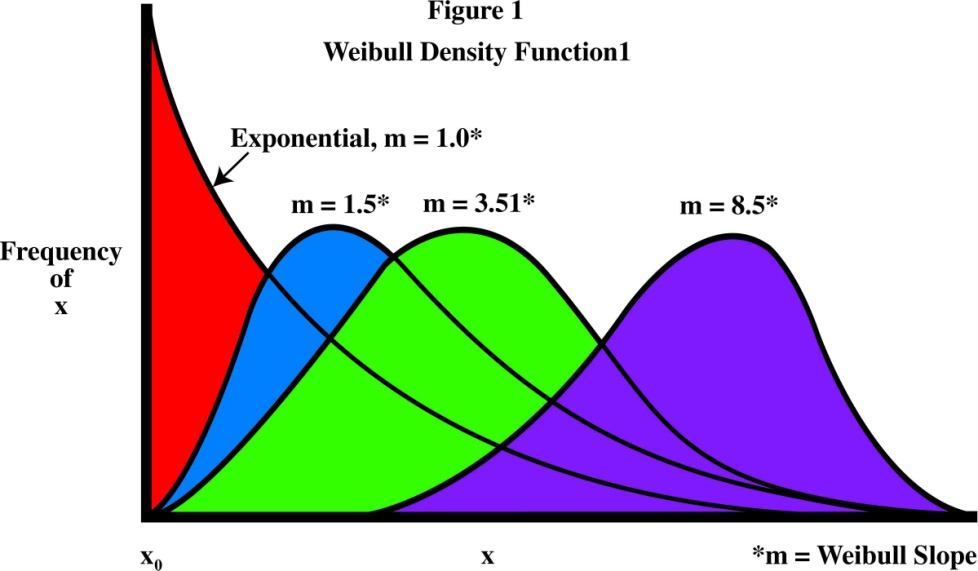 Figure 1
Weibull Density Function1
Exponential, m = 1.0*
m = 1.5*
m = 3.51*
m = 8.5*
Frequency
of
x
x₀
x
*m = Weibull Slope